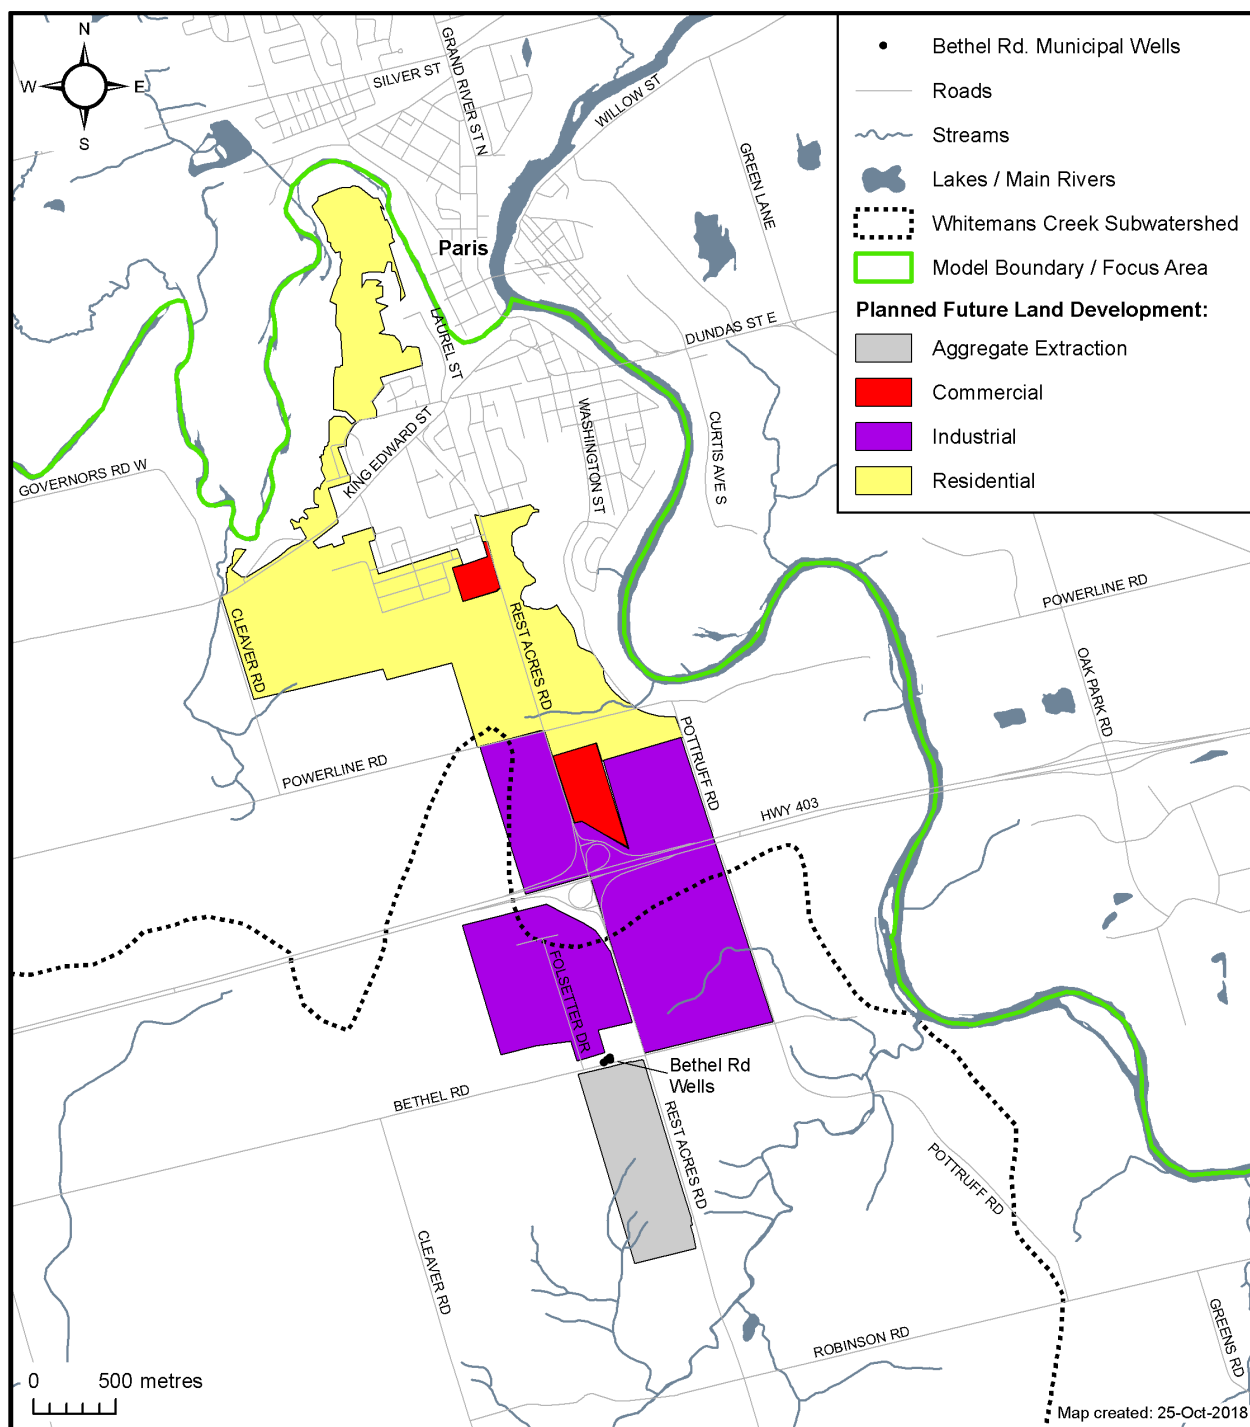 N
W
E
S
SILVER ST
GRAND RIVER ST N
WILLOW ST
GREEN LANE
Paris
LAUREL ST
DUNDAS ST E
KING EDWARD ST
WASHINGTON ST
CURTIS AVE S
GOVERNORS RD W
CLEAVER RD
REST ACRES RD
POWERLINE RD
OAK PARK RD
POWERLINE RD
POTTRUFF RD
HWY 403
FOLSETTER DR
Bethel Rd
Wells
BETHEL RD
REST ACRES RD
POTTRUFF RD
CLEAVER RD
ROBINSON RD
GREENS RD
Bethel Rd. Municipal Wells
Roads
Streams
Lakes / Main Rivers
Whitemans Creek Subwatershed
Model Boundary / Focus Area
Planned Future Land Development:
Aggregate Extraction
Commercial
Industrial
Residential
0 500 metres
Map created: 25-Oct-2018